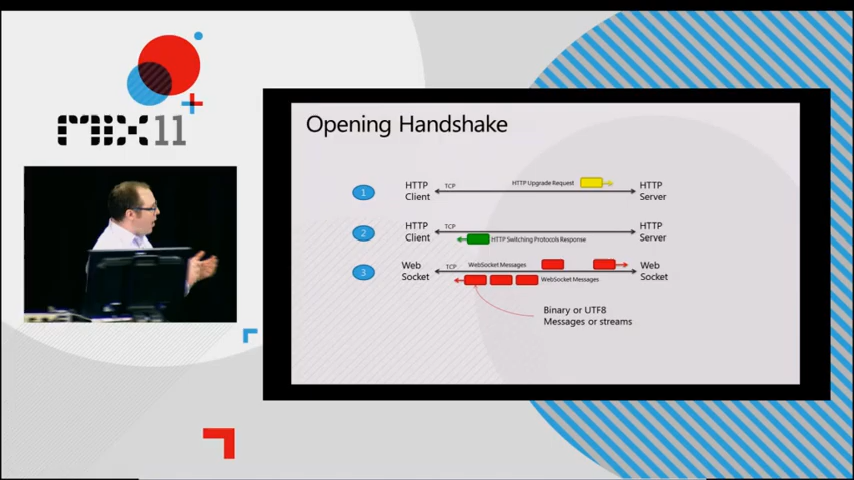 MIX11
Opening Handshake
1
HTTP
Client
TCP
HTTP Upgrade Request
HTTP
Server
2
HTTP
Client
TCP
HTTP Switching Protocols Response
HTTP
Server
3
Web
Socket
TCP
WebSocket Messages
WebSocket Messages
Web
Socket
Binary or UTF8
Messages or streams